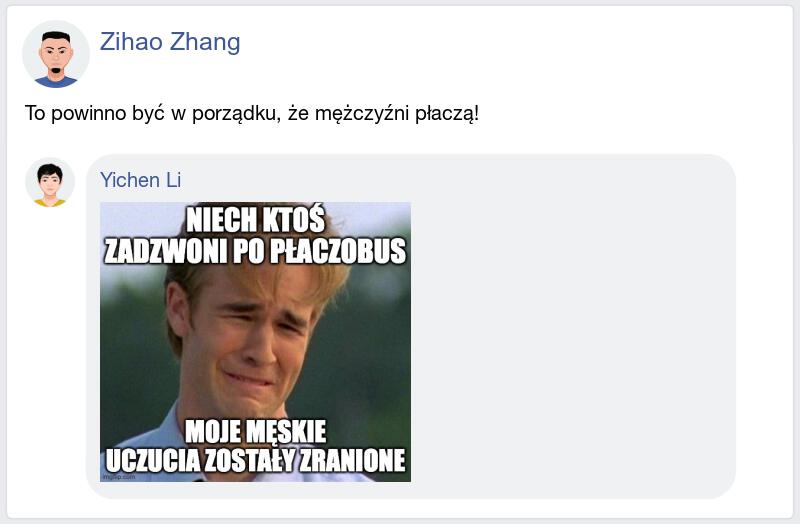 Zihao Zhang
To powinno być w porządku, że mężczyźni płaczą!
Yichen Li
NIECH KTOŚ
ZADZWONI PO PŁACZOBUS
MOJE MĘSKIE
UCZUCIA ZOSTAŁY ZRANIONE
imgflip.com